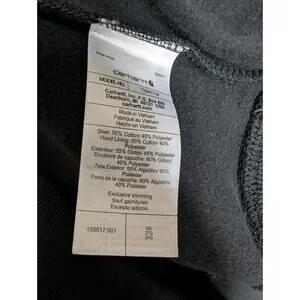 carhartt
MODEL NO
Carhartt, Inc. P.O. Box 600
Dearborn, MI 48121 USA
carhartt.com
Made in Vietnam
Fabriqué au Vietnam
Hecho en Vietnam
Shell: 55% Cotton/ 45%
Polyester
Hood Lining: 60% Cotton/ 40%
Polyester
Extérieur: 55% Coton/ 45%
Polyester
Doublure de capuche: 60%
Coton/ 40% Polyester
Tela Exterior: 55% Algodón/
45% Poliéster
Forro de la capucha: 60% Algodón/
40% Poliéster
Exclusive trimming
Sauf garnitures
Excepto adorno
100617 001